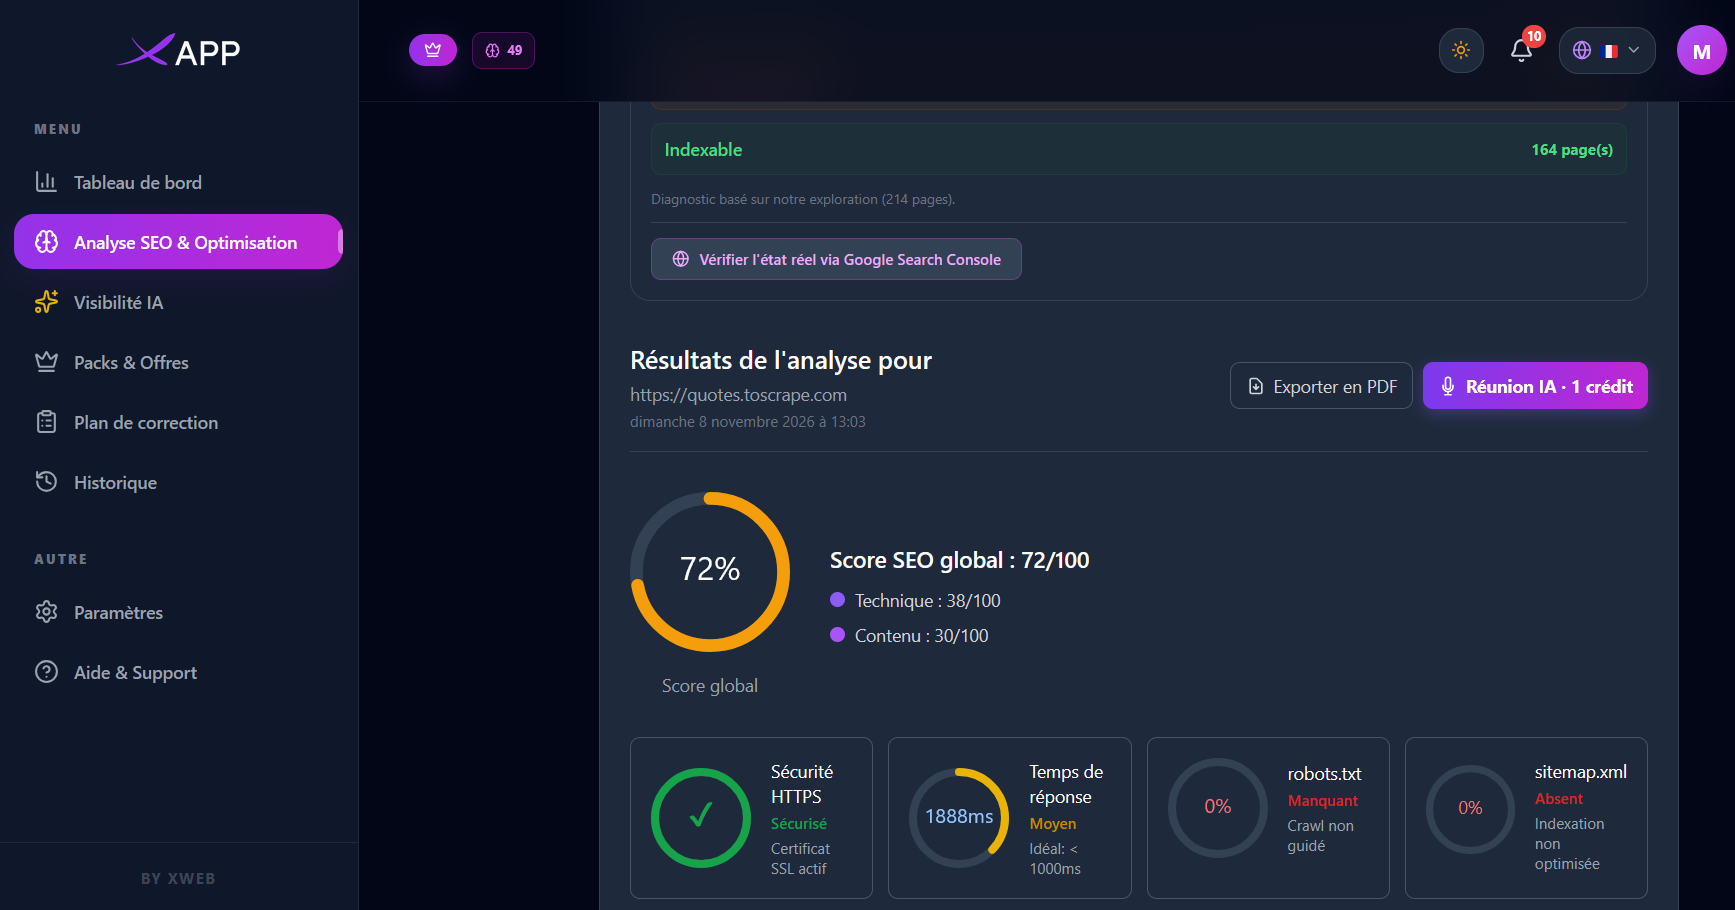 APP
49
10
M
MENU
Tableau de bord
Analyse SEO & Optimisation
Visibilité IA
Packs & Offres
Plan de correction
Historique
AUTRE
Paramètres
Aide & Support
BY XWEB
Indexable
164 page(s)
Diagnostic basé sur notre exploration (214 pages).
Vérifier l'état réel via Google Search Console
Résultats de l'analyse pour
https://quotes.toscrape.com
dimanche 8 novembre 2026 à 13:03
Exporter en PDF
Réunion IA · 1 crédit
72%
Score global
Score SEO global : 72/100
Technique : 38/100
Contenu : 30/100
Sécurité
HTTPS
Sécurisé
Certificat
SSL actif
1888ms
Temps de
réponse
Moyen
Idéal: <
1000ms
0%
robots.txt
Manquant
Crawl non
guidé
0%
sitemap.xml
Absent
Indexation
non
optimisée